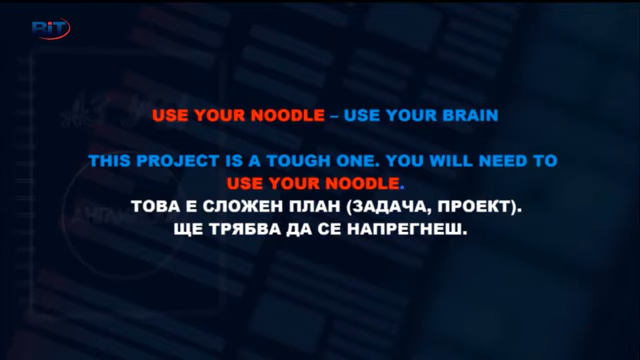 BiT
USE YOUR NOODLE – USE YOUR BRAIN
THIS PROJECT IS A TOUGH ONE. YOU WILL NEED TO
USE YOUR NOODLE.
ТОВА Е СЛОЖЕН ПЛАН (ЗАДАЧА, ПРОЕКТ).
ЩЕ ТРЯБВА ДА СЕ НАПРЕГНЕШ.